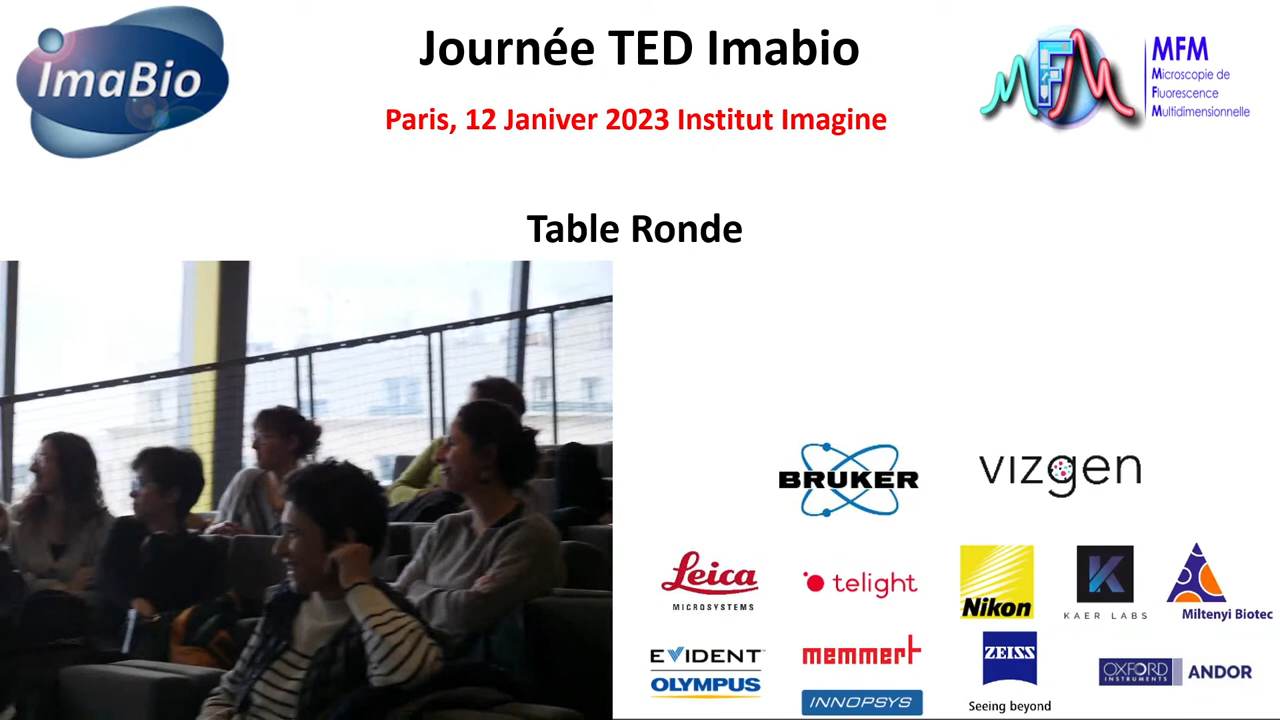 ImaBio
Journée TED Imabio
Paris, 12 Janiver 2023 Institut Imagine
MFM
Microscopie de
Fluorescence
Multidimensionnelle
Table Ronde
BRUKER
vizgen
Leica
MICROSYSTEMS
telight
Nikon
KAER LABS
Miltenyi Biotec
EVIDENT
OLYMPUS
memmert
INNOPSYS
ZEISS
Seeing beyond
OXFORD
INSTRUMENTS
ANDOR